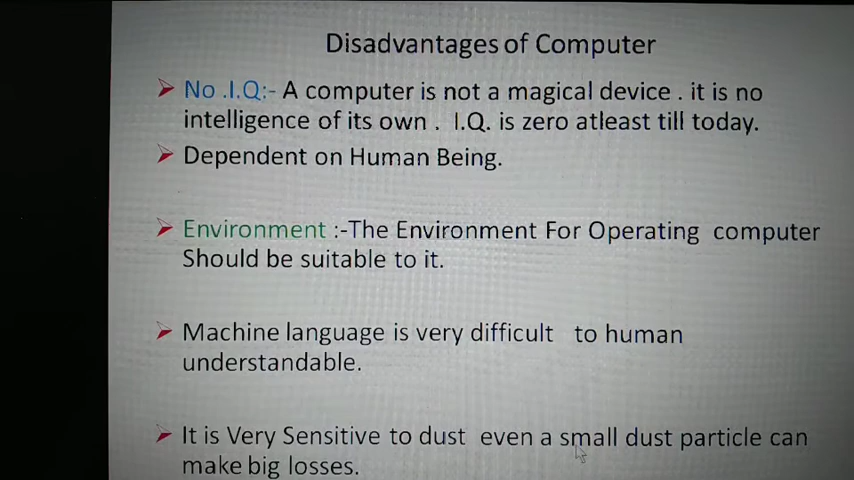 Disadvantages of Computer
No .I.Q:- A computer is not a magical device . it is no
intelligence of its own . I.Q. is zero atleast till today.
Dependent on Human Being.
Environment :-The Environment For Operating computer
Should be suitable to it.
Machine language is very difficult to human
understandable.
It is Very Sensitive to dust even a small dust particle can
make big losses.